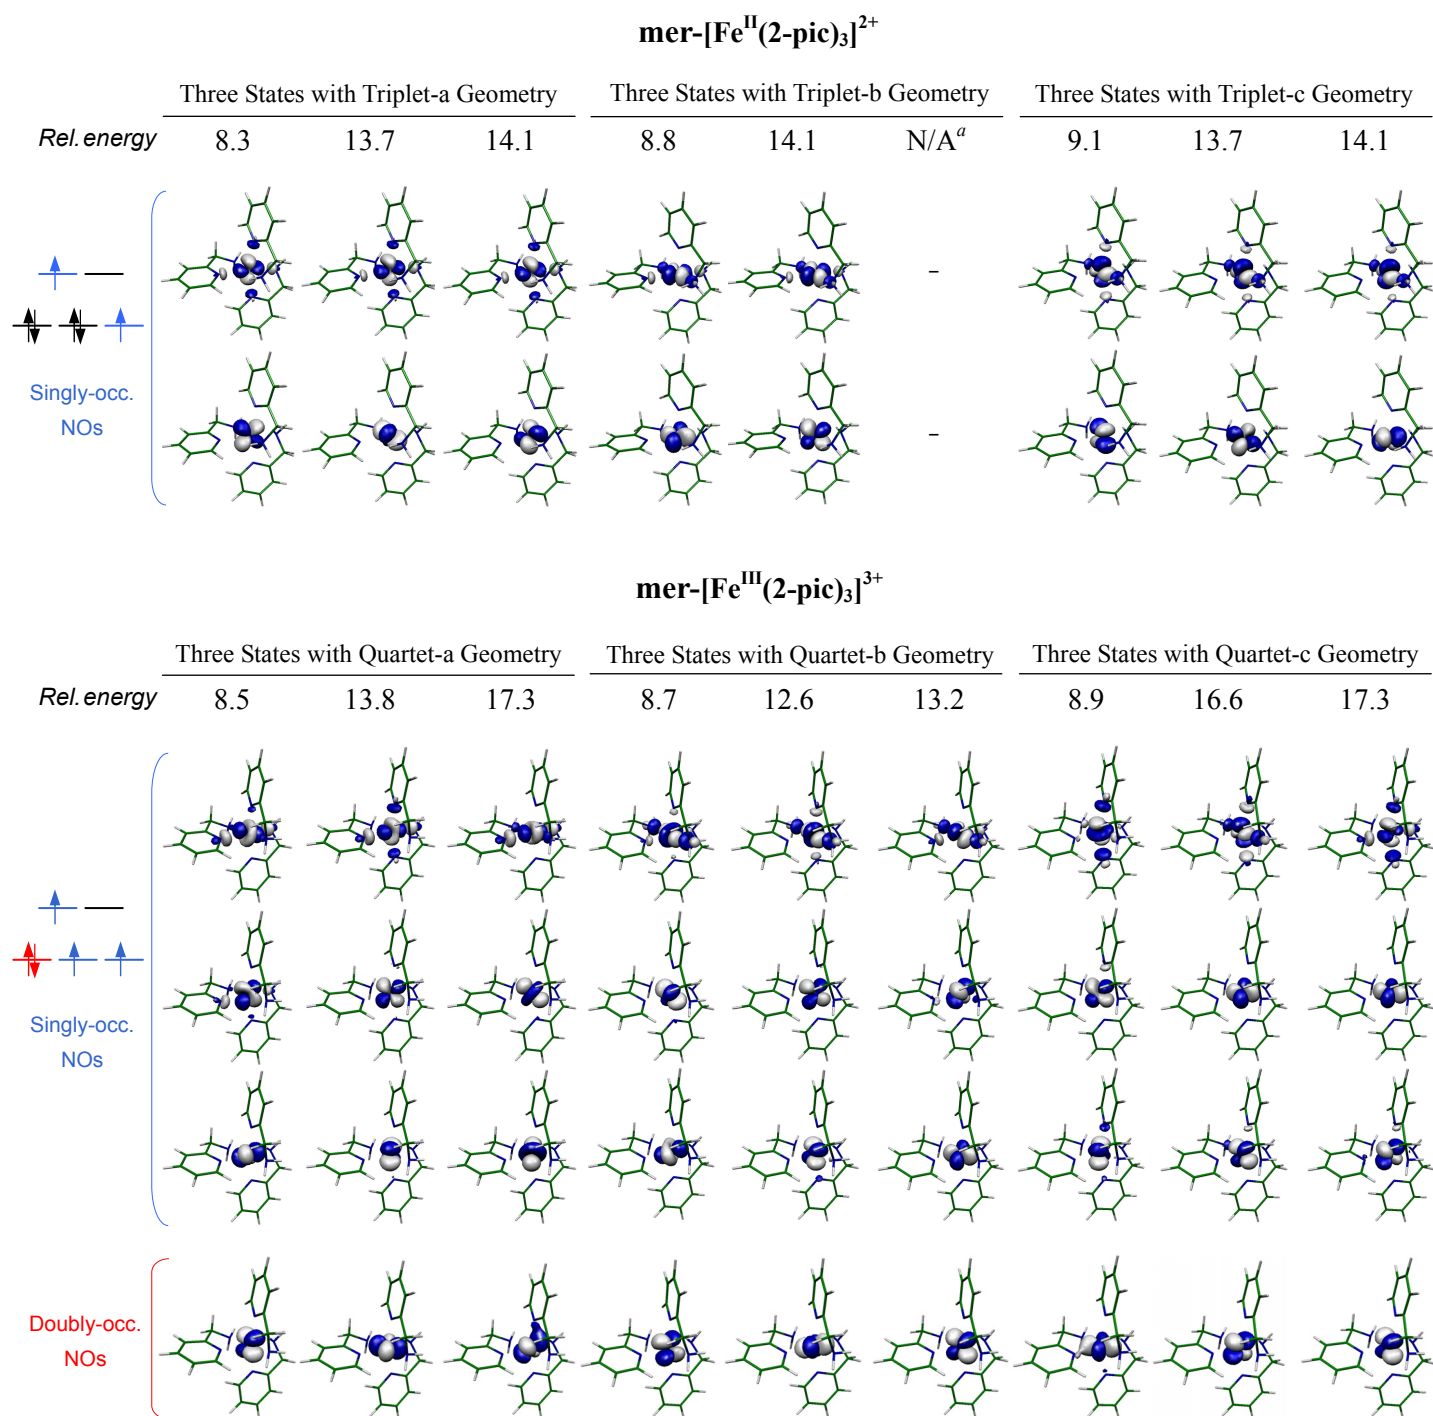 mer-[Fe^II(2-pic)₃]²⁺
Three States with Triplet-a Geometry Three States with Triplet-b Geometry Three States with Triplet-c Geometry
Rel. energy 8.3 13.7 14.1 8.8 14.1 N/A^a 9.1 13.7 14.1
- 
Singly-occ.
NOs
-
mer-[Fe^III(2-pic)₃]³⁺
Three States with Quartet-a Geometry Three States with Quartet-b Geometry Three States with Quartet-c Geometry
Rel. energy 8.5 13.8 17.3 8.7 12.6 13.2 8.9 16.6 17.3
Singly-occ.
NOs
Doubly-occ.
NOs